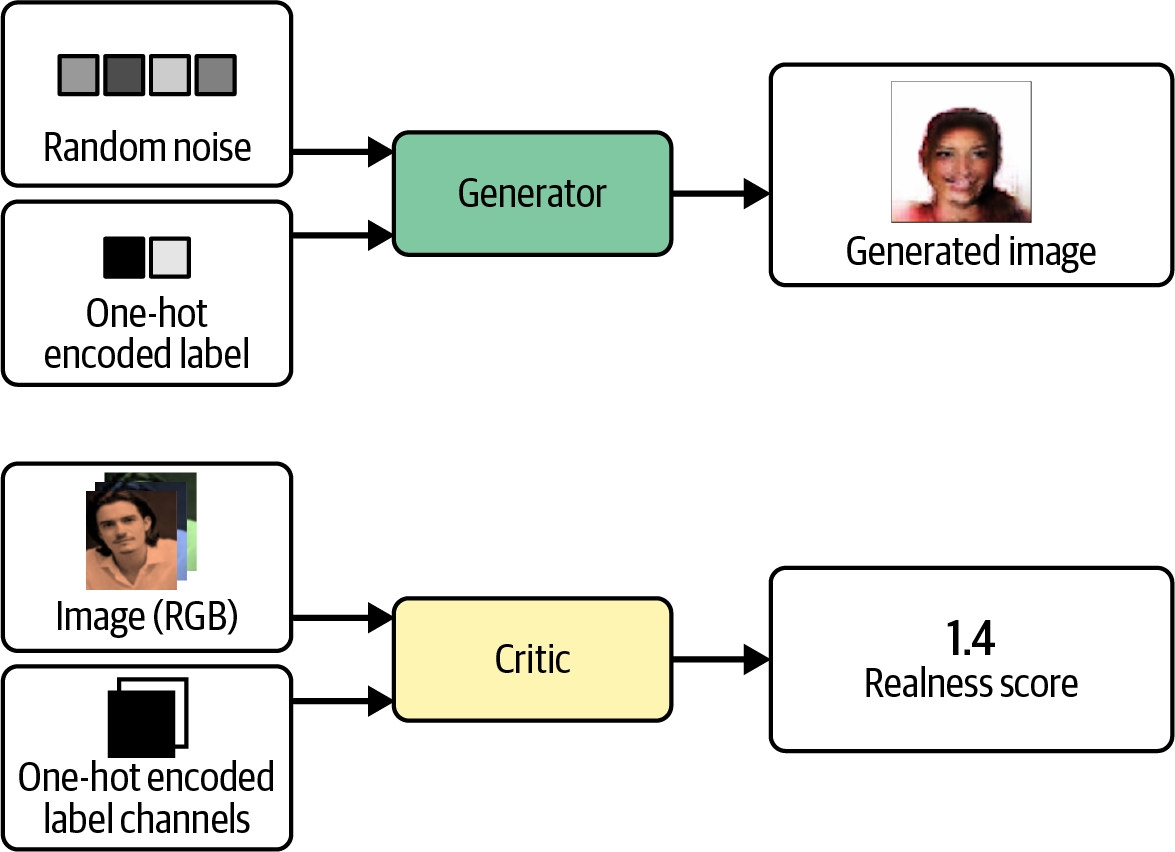 Random noise
One-hot
encoded label
Generator
Generated image
Image (RGB)
One-hot encoded
label channels
Critic
1.4
Realness score